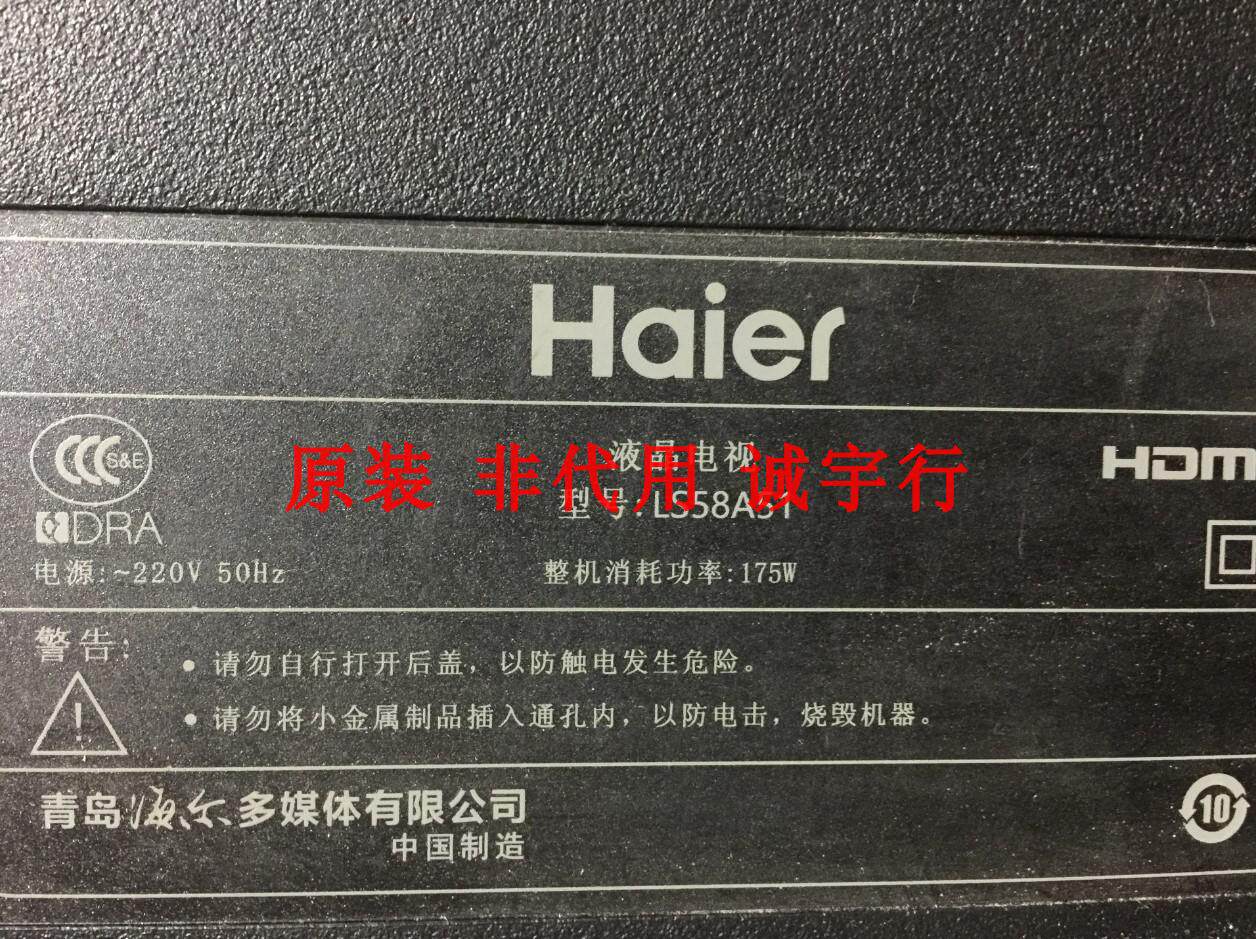 Haier
S&E
DRA
液晶电视
原装 非代用 诚宇行
型号:LS58A51
HDMI
电源:~220V 50Hz
整机消耗功率:175W
警告:
• 请勿自行打开后盖,以防触电发生危险。
• 请勿将小金属制品插入通孔内,以防电击,烧毁机器。
青岛海尔多媒体有限公司
中国制造
10